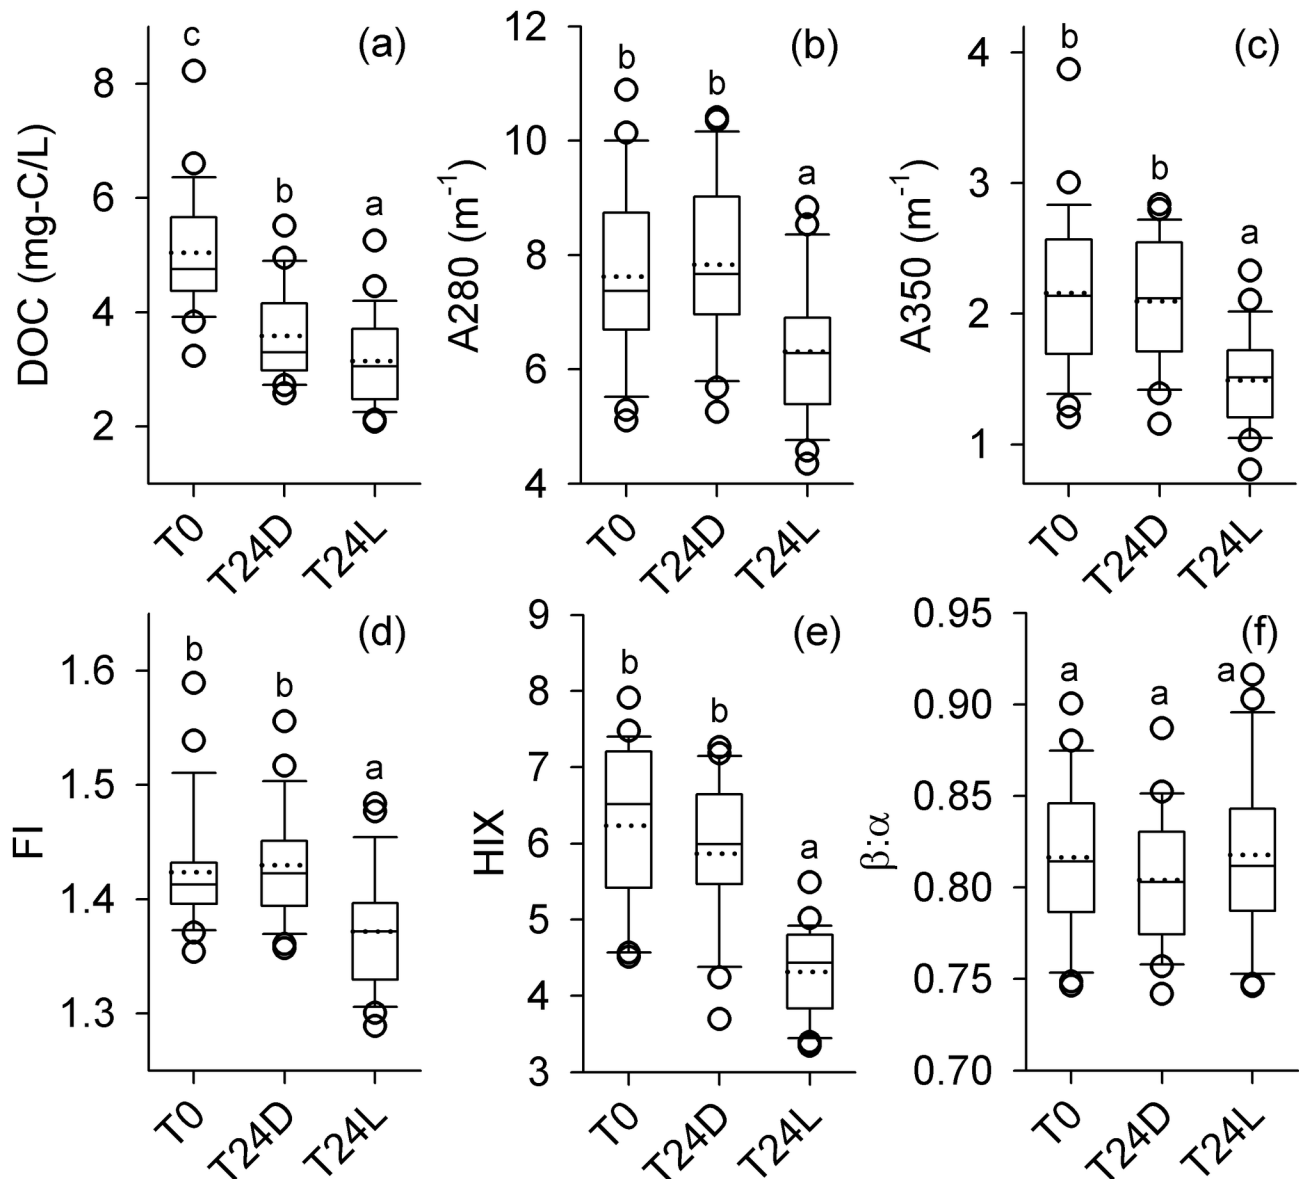 (a)
c
b
a
8
6
4
2
DOC (mg-C/L)
T0
T24D
T24L
(b)
b
b
a
12
10
8
6
4
A280 (m⁻¹)
T0
T24D
T24L
(c)
b
b
a
4
3
2
1
A350 (m⁻¹)
T0
T24D
T24L
(d)
b
b
a
1.6
1.5
1.4
1.3
FI
T0
T24D
T24L
(e)
b
b
a
9
8
7
6
5
4
3
HIX
T0
T24D
T24L
(f)
a
a
a
0.95
0.90
0.85
0.80
0.75
0.70
β:α
T0
T24D
T24L